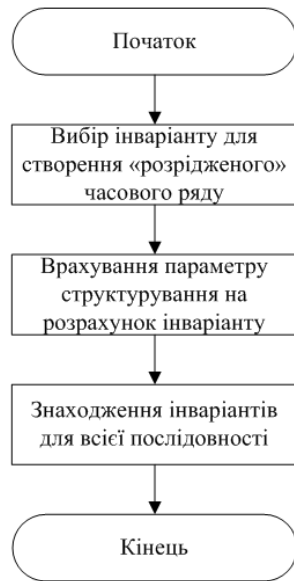 Початок
Вибір інваріанту для
створення «розрідженого»
часового ряду
Врахування параметру
структурування на
розрахунок інваріанту
Знаходження інваріантів
для всієї послідовності
Кінець